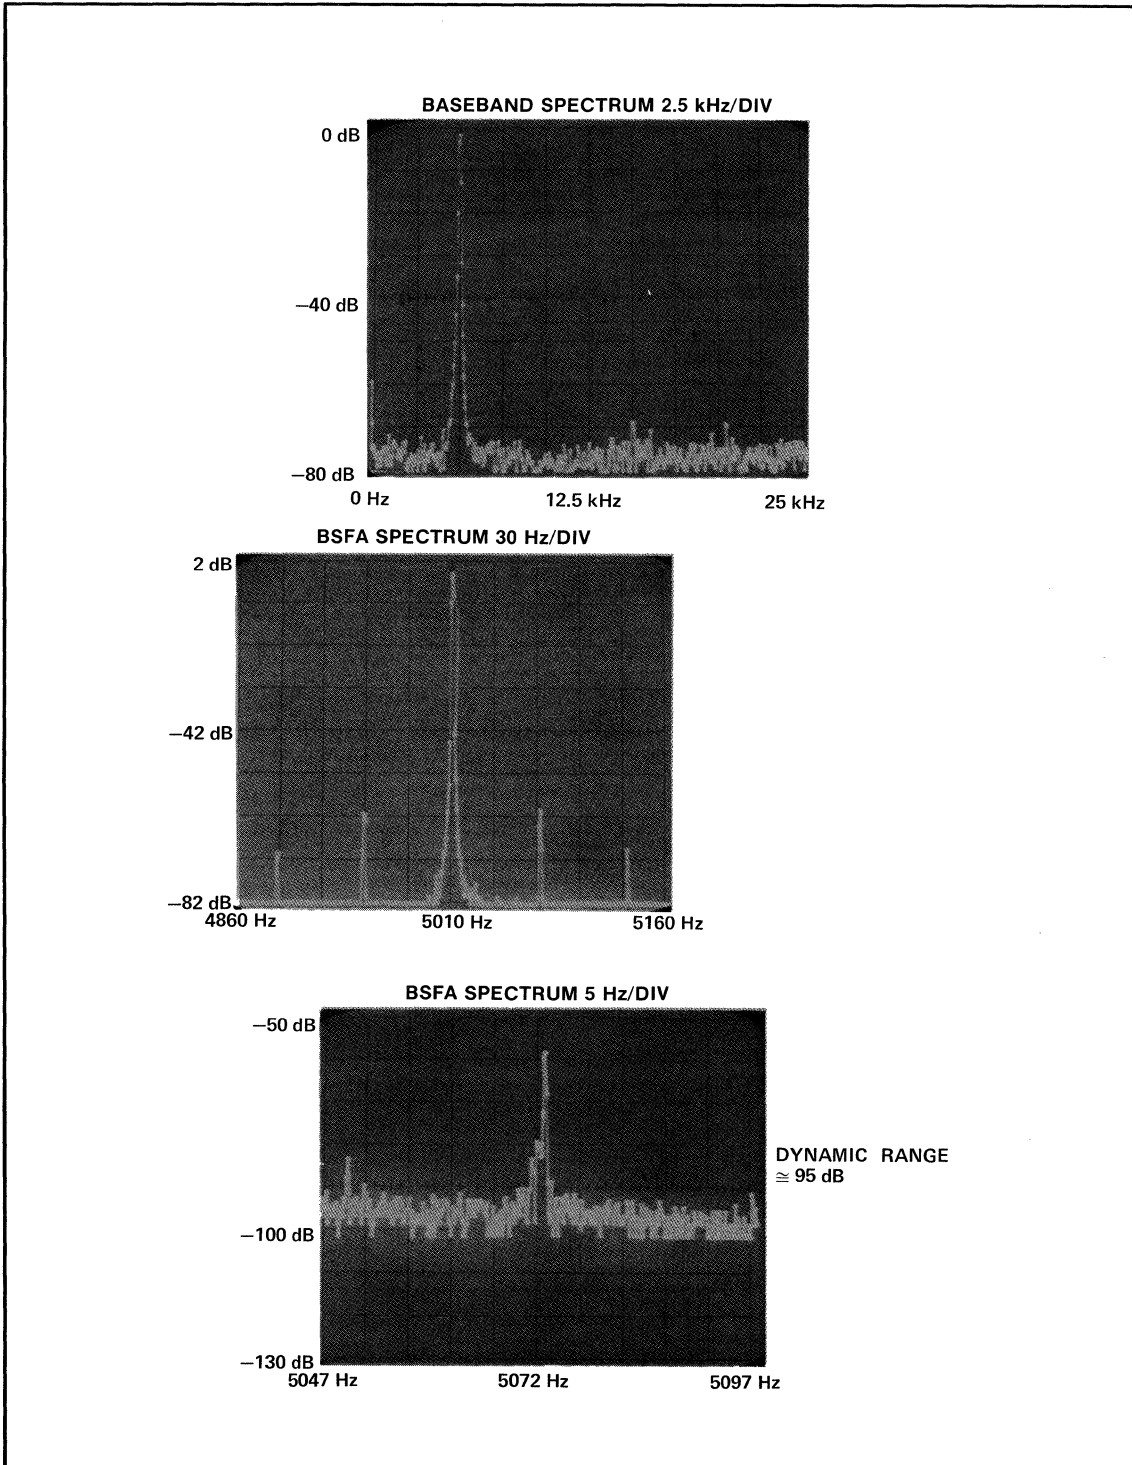 BASEBAND SPECTRUM 2.5 kHz/DIV
0 dB
−40 dB
−80 dB
0 Hz 12.5 kHz 25 kHz
BSFA SPECTRUM 30 Hz/DIV
2 dB
−42 dB
−82 dB
4860 Hz 5010 Hz 5160 Hz
BSFA SPECTRUM 5 Hz/DIV
−50 dB
DYNAMIC RANGE
≅ 95 dB
−100 dB
−130 dB
5047 Hz 5072 Hz 5097 Hz